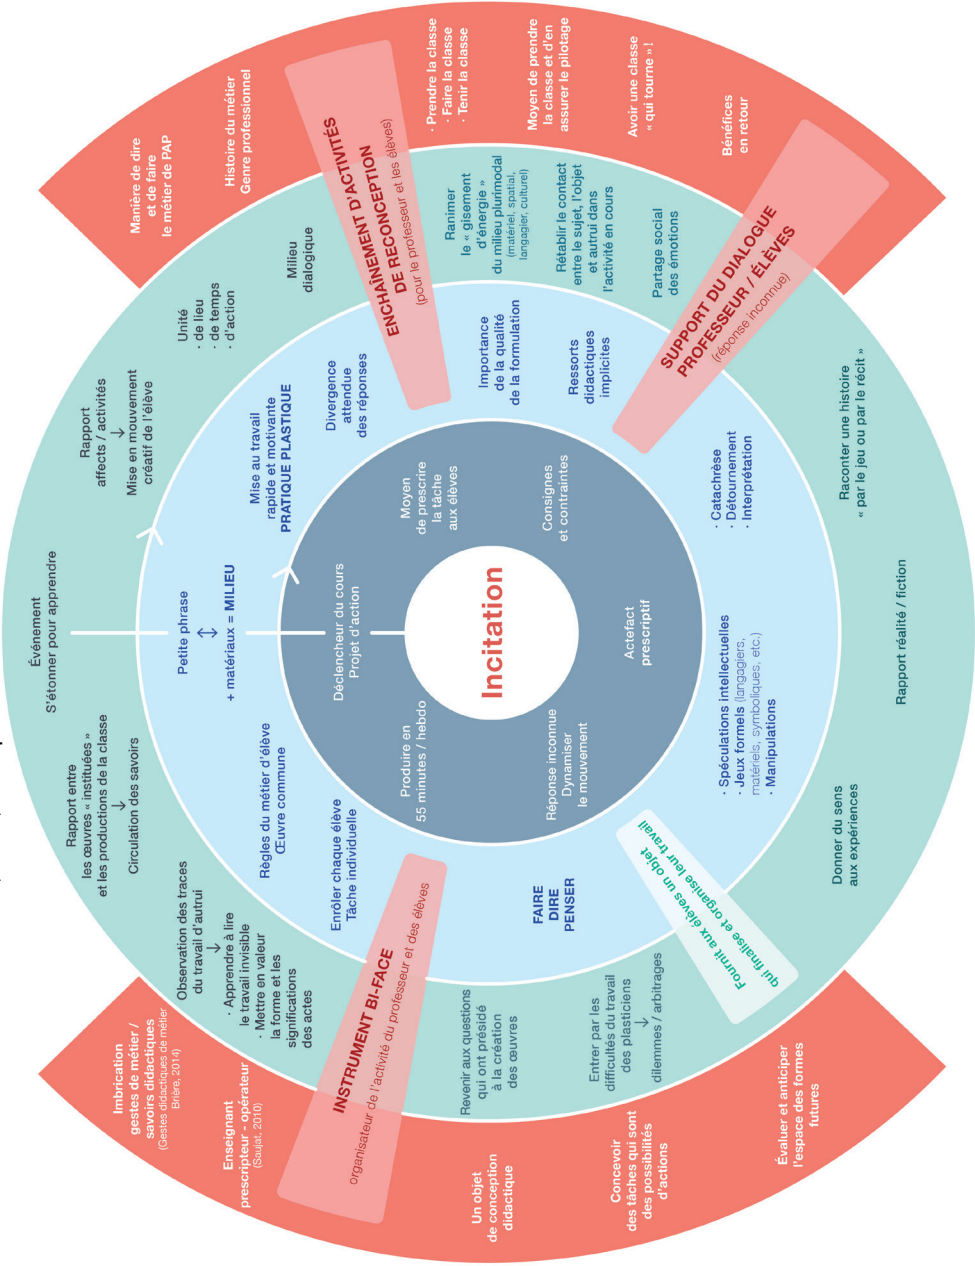 Incitation
Déclencheur du cours
Projet d'action
Moyen
de prescrire
la tâche
aux élèves
Consignes
et contraintes
Actefact
prescriptif
Réponse inconnue
Dynamiser
le mouvement
Produire en
55 minutes / hebdo
Petite phrase
+ matériaux = MILIEU
Mise au travail
rapide et motivante
PRATIQUE PLASTIQUE
Divergence
attendue
des réponses
Importance
de la qualité
de la formulation
Ressorts
didactiques
implicites
· Catachrèse
· Détournement
· Interprétation
· Spéculations intellectuelles
· Jeux formels (langagiers,
matériels, symboliques, etc.)
· Manipulations
FAIRE
DIRE
PENSER
Enrôler chaque élève
Tâche individuelle
Règles du métier d'élève
Œuvre commune
Événement
S'étonner pour apprendre
Rapport
affects / activités
Mise en mouvement
créatif de l'élève
Unité
· de lieu
· de temps
· d'action
Milieu
dialogique
Ranimer
le « gisement
d'énergie »
du milieu plurimodal
(matériel, spatial,
langagier, culturel)
Rétablir le contact
entre le sujet, l'objet
et autrui dans
l'activité en cours
Partage social
des émotions
Raconter une histoire
« par le jeu ou par le récit »
Rapport réalité / fiction
Donner du sens
aux expériences
Entrer par les
difficultés du travail
des plasticiens
dilemmes / arbitrages
Revenir aux questions
qui ont présidé
à la création
des œuvres
Observation des traces
du travail d'autrui
· Apprendre à lire
le travail invisible
· Mettre en valeur
la forme et les
significations
des actes
Rapport entre
les œuvres « instituées »
et les productions de la classe
Circulation des savoirs
ENCHAÎNEMENT D'ACTIVITÉS
DE RECONCEPTION
(pour le professeur et les élèves)
SUPPORT DU DIALOGUE
PROFESSEUR / ÉLÈVES
(réponse inconnue)
Fournit aux élèves un objet
qui finalise et organise leur travail
INSTRUMENT BI-FACE
organisateur de l'activité du professeur et des élèves
Manière de dire
et de faire
le métier de PAP
Histoire du métier
Genre professionnel
· Prendre la classe
· Faire la classe
· Tenir la classe
Moyen de prendre
la classe et d'en
assurer le pilotage
Avoir une classe
« qui tourne » !
Bénéfices
en retour
Imbrication
gestes de métier /
savoirs didactiques
(Gestes didactiques de métier
Brière, 2014)
Enseignant
prescripteur - opérateur
(Saujat, 2010)
Un objet
de conception
didactique
Concevoir
des tâches qui sont
des possibilités
d'actions
Évaluer et anticiper
l'espace des formes
futures